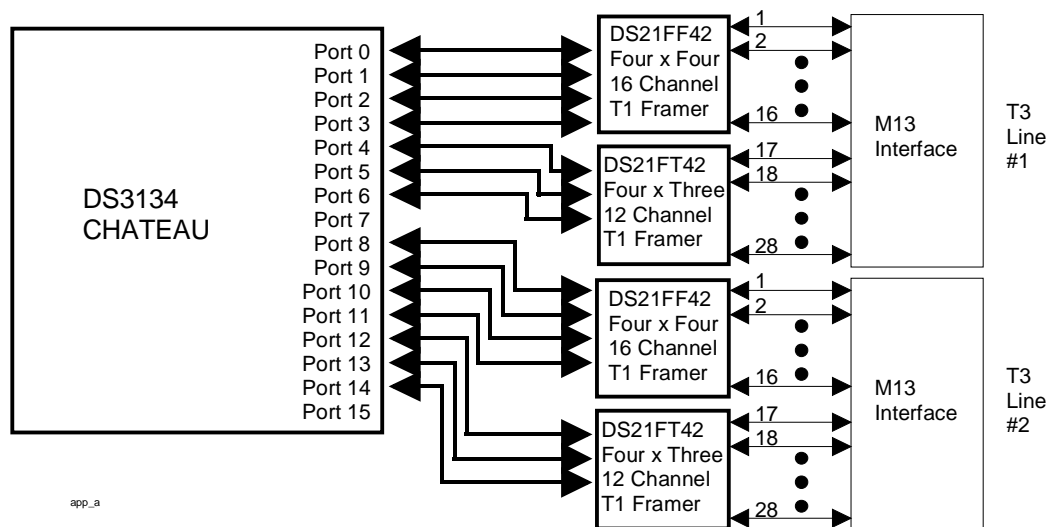 DS3134
CHATEAU
Port 0
Port 1
Port 2
Port 3
Port 4
Port 5
Port 6
Port 7
Port 8
Port 9
Port 10
Port 11
Port 12
Port 13
Port 14
Port 15
DS21FF42
Four x Four
16 Channel
T1 Framer
1
2
16
DS21FT42
Four x Three
12 Channel
T1 Framer
17
18
28
M13
Interface
T3
Line
#1
DS21FF42
Four x Four
16 Channel
T1 Framer
1
2
16
DS21FT42
Four x Three
12 Channel
T1 Framer
17
18
28
M13
Interface
T3
Line
#2
app_a